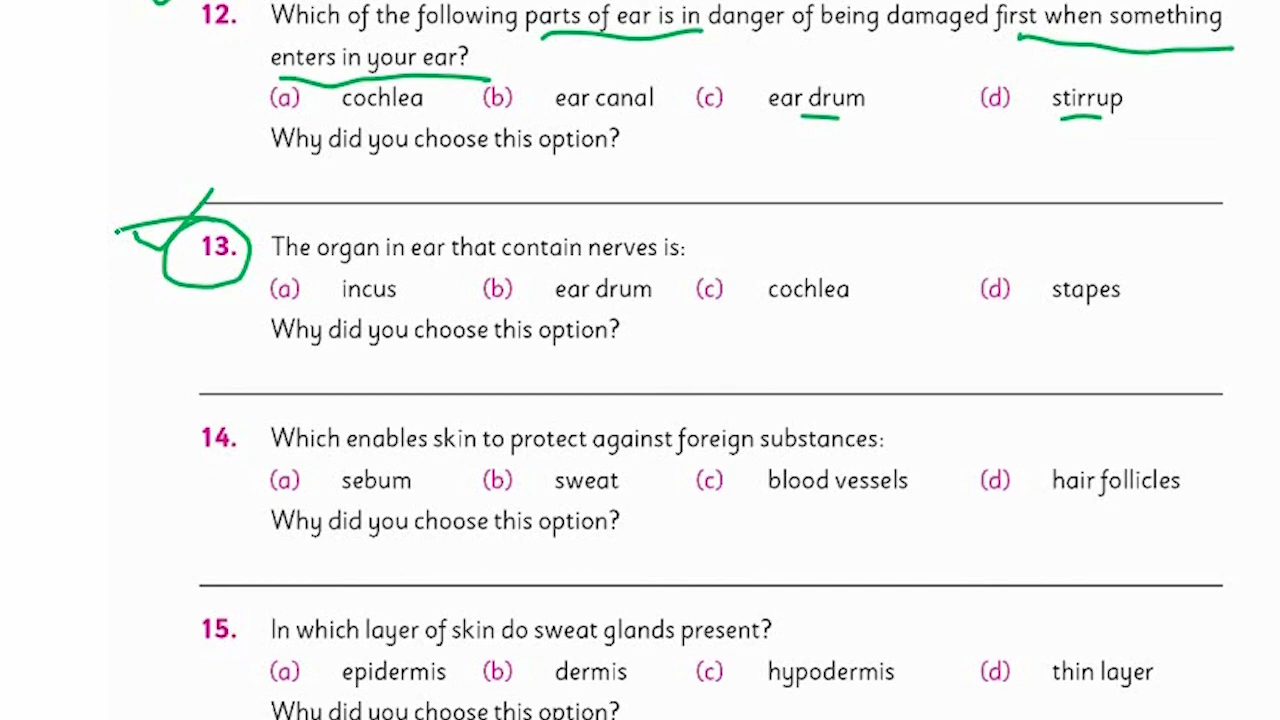 12. Which of the following parts of ear is in danger of being damaged first when something
enters in your ear?
(a) cochlea (b) ear canal (c) ear drum (d) stirrup
Why did you choose this option?
13. The organ in ear that contain nerves is:
(a) incus (b) ear drum (c) cochlea (d) stapes
Why did you choose this option?
14. Which enables skin to protect against foreign substances:
(a) sebum (b) sweat (c) blood vessels (d) hair follicles
Why did you choose this option?
15. In which layer of skin do sweat glands present?
(a) epidermis (b) dermis (c) hypodermis (d) thin layer
Why did you choose this option?